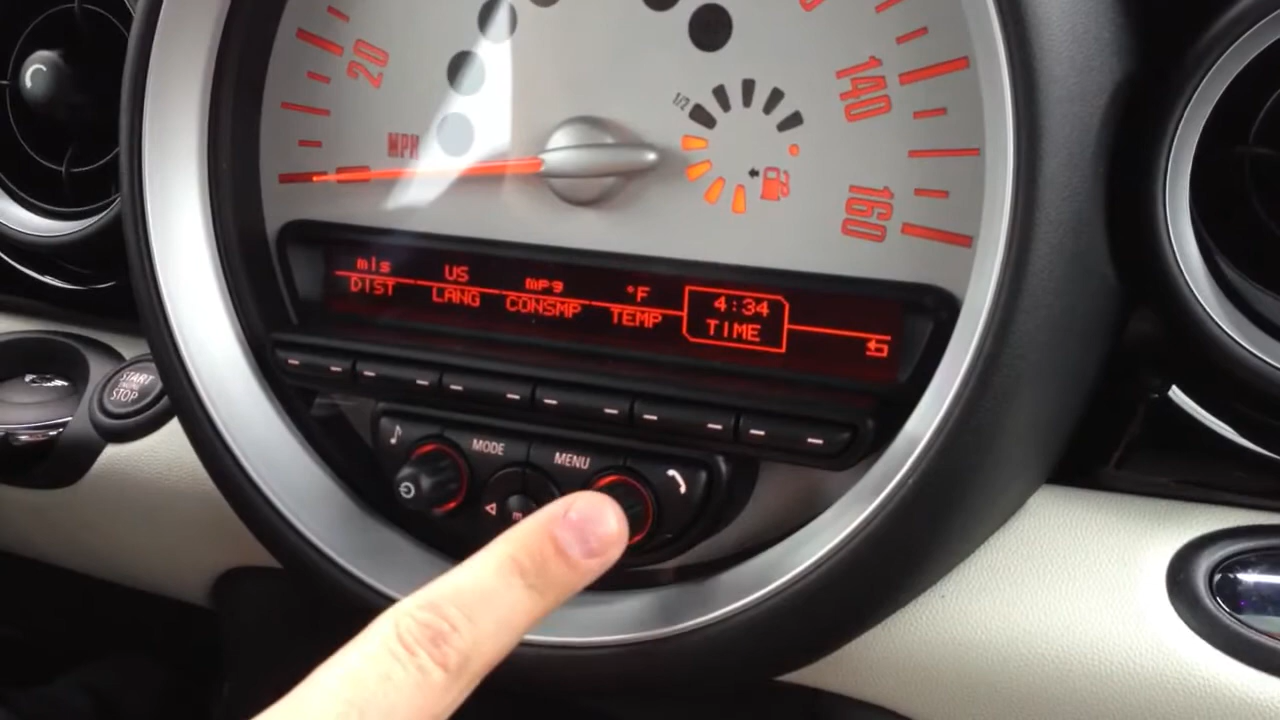 20
MPH
1/2
140
160
mls US mpg °F 4:34
DIST LANG CONSMP TEMP TIME
START
ENGINE
STOP
MODE
MENU
m